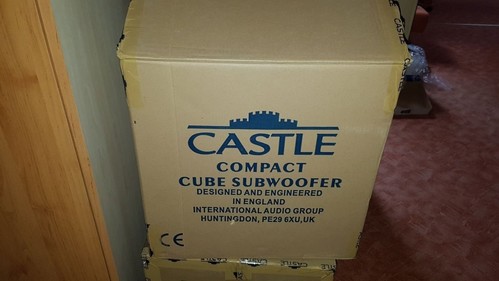 CASTLE
COMPACT
CUBE SUBWOOFER
DESIGNED AND ENGINEERED
IN ENGLAND
INTERNATIONAL AUDIO GROUP
HUNTINGDON, PE29 6XU,UK
CE